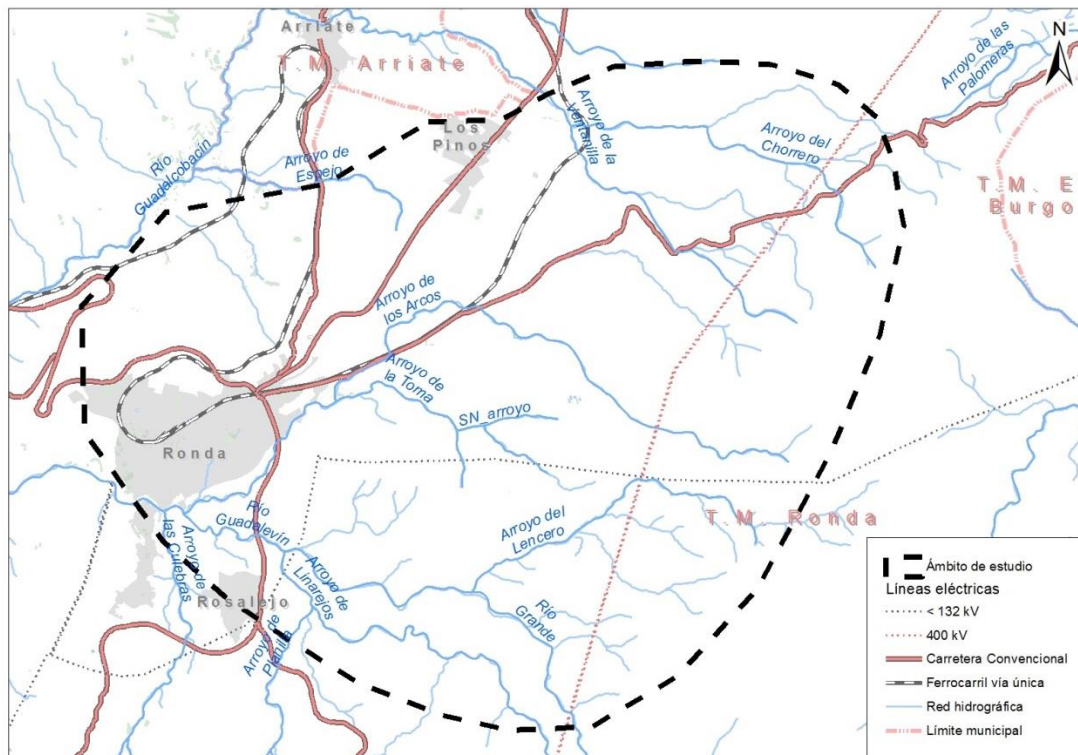 Arriate
T.M. Arriate
Arroyo de las
Palomeras
N
Los
Pinos
Arroyo de la
Ventanilla
Arroyo del
Chorrero
Río
Guadalcobacín
Arroyo de
Espejo
T.M. E
Burgo
Arroyo de
los Arcos
Arroyo de
la Toma
SN_arroyo
Ronda
Río
Guadalevín
Arroyo del
Lencero
T.M. Ronda
Arroyo de
las Culebras
Arroyo de
Linarejos
Rosalejo
Río
Grande
Arroyo de
Planilla
Ámbito de estudio
Líneas eléctricas
< 132 kV
400 kV
Carretera Convencional
Ferrocarril vía única
Red hidrográfica
Límite municipal